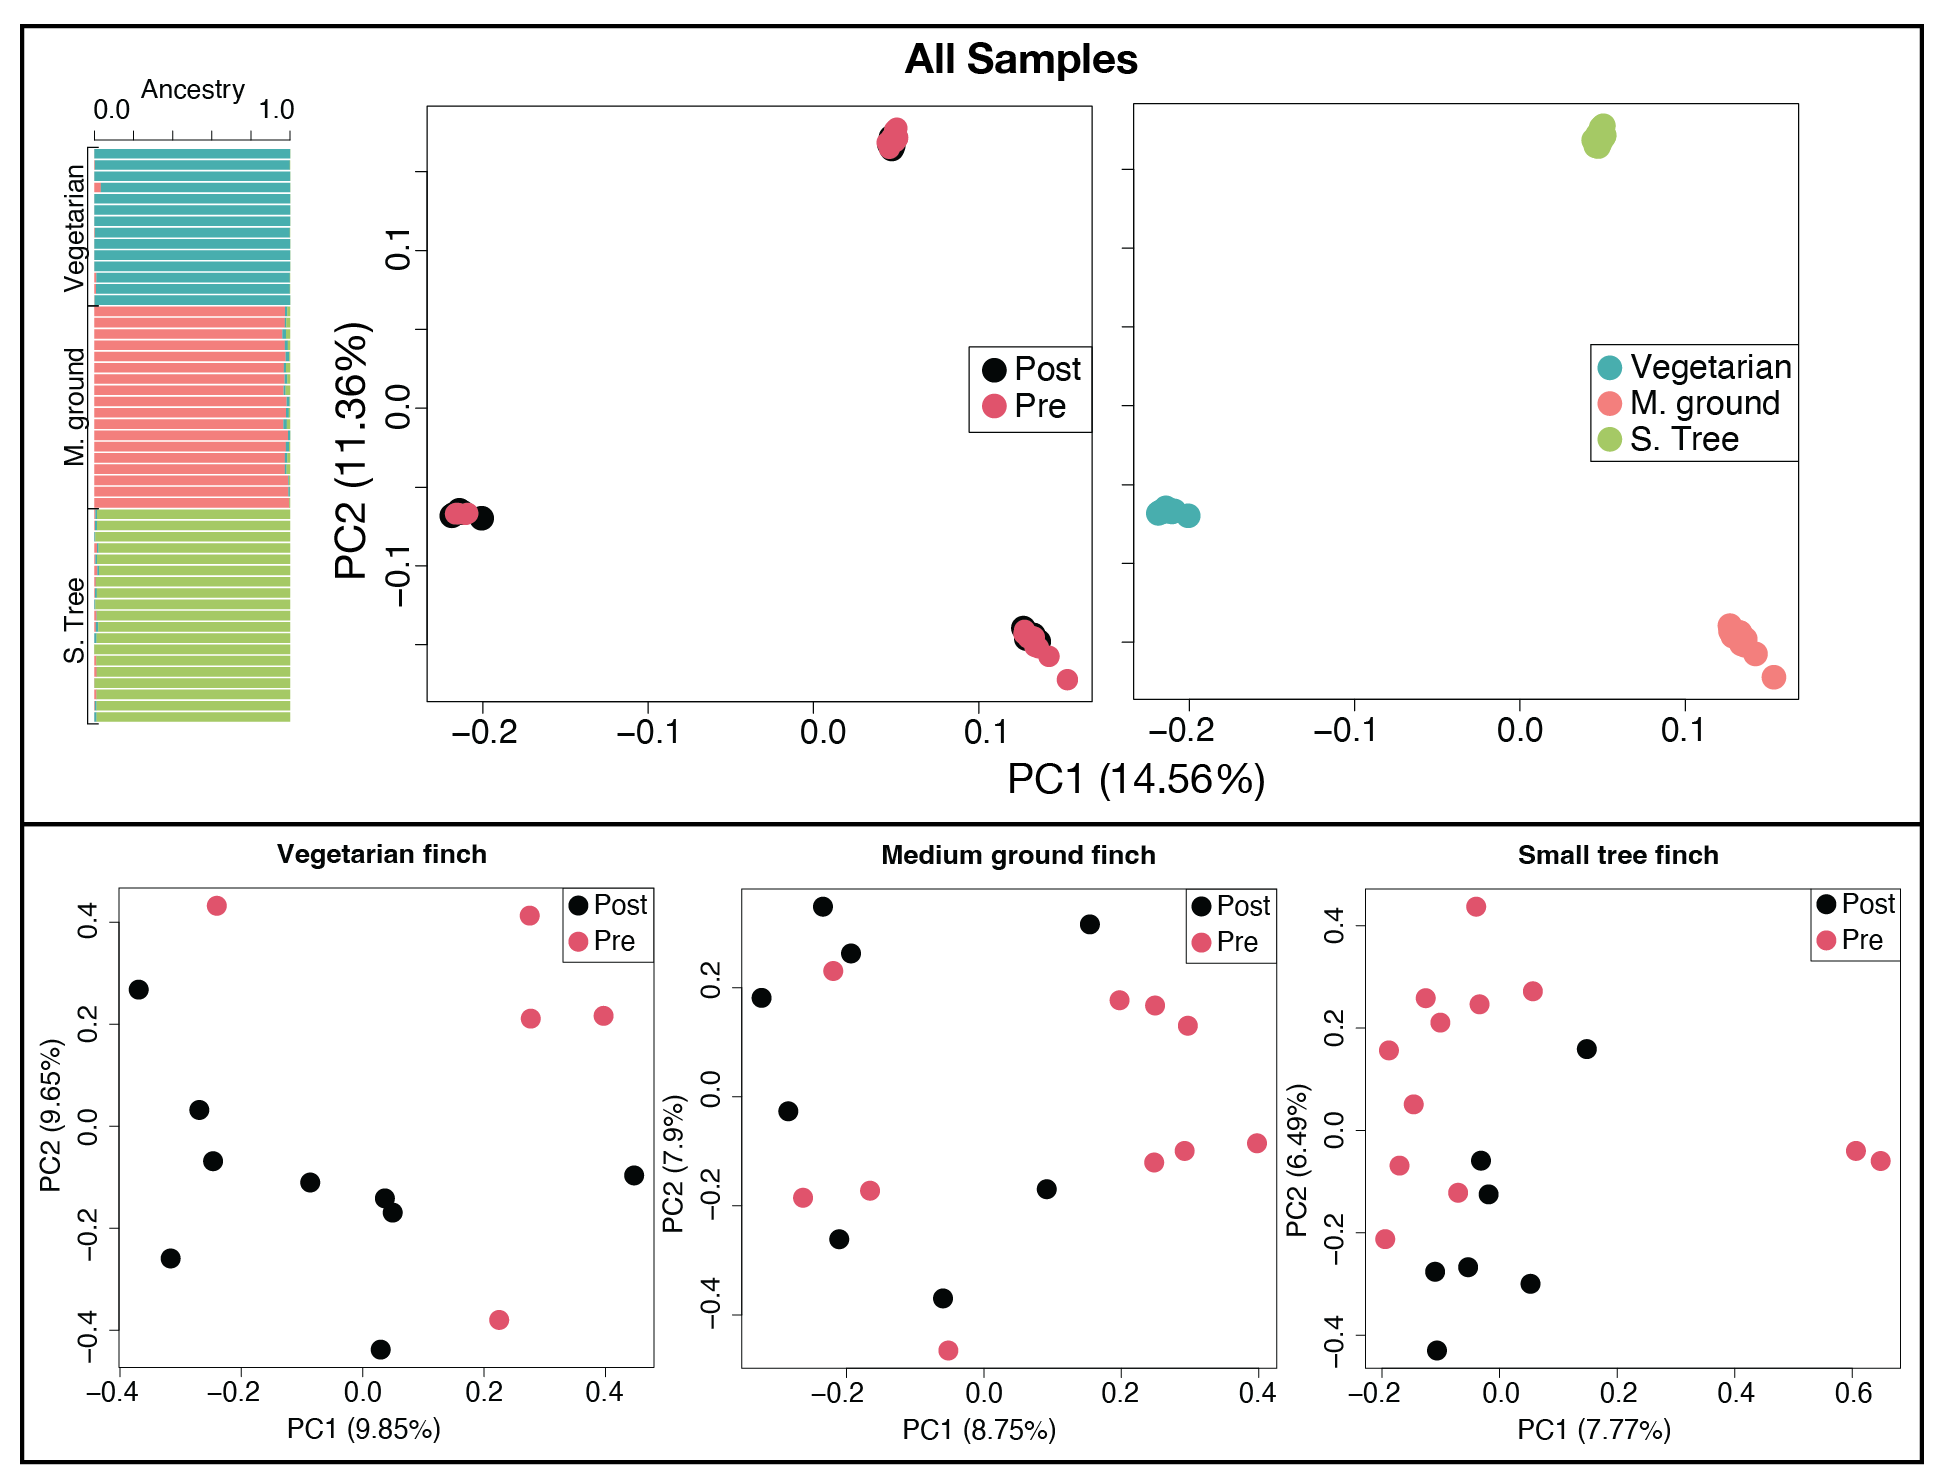 All Samples
Ancestry
0.0 1.0
Vegetarian
M. ground
S. Tree
PC2 (11.36%)
0.1
0.0
−0.1
Post
Pre
−0.2 −0.1 0.0 0.1
Vegetarian
M. ground
S. Tree
−0.2 −0.1 0.0 0.1
PC1 (14.56%)
Vegetarian finch
Post
Pre
PC2 (9.65%)
0.4
0.2
0.0
−0.2
−0.4
−0.4 −0.2 0.0 0.2 0.4
PC1 (9.85%)
Medium ground finch
Post
Pre
PC2 (7.9%)
0.2
0.0
−0.2
−0.4
−0.2 0.0 0.2 0.4
PC1 (8.75%)
Small tree finch
Post
Pre
PC2 (6.49%)
0.4
0.2
0.0
−0.2
−0.4
−0.2 0.0 0.2 0.4 0.6
PC1 (7.77%)